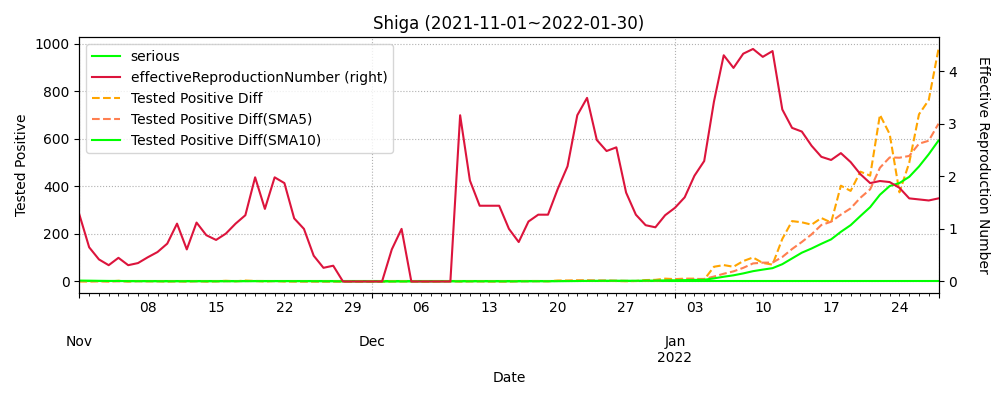 Shiga (2021-11-01~2022-01-30)
serious
effectiveReproductionNumber (right)
Tested Positive Diff
Tested Positive Diff(SMA5)
Tested Positive Diff(SMA10)
Tested Positive
1000
800
600
400
200
0
Effective Reproduction Number
4
3
2
1
0
08 15 22 29 06 13 20 27 03 10 17 24
Nov Dec Jan
2022
Date